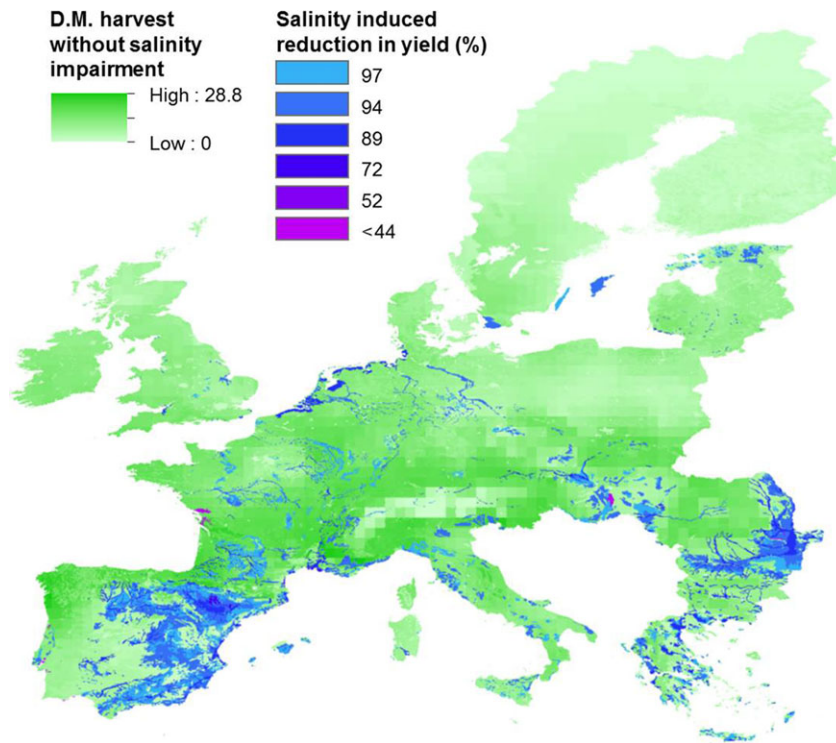 D.M. harvest
without salinity
impairment
High : 28.8
Low : 0
Salinity induced
reduction in yield (%)
97
94
89
72
52
<44